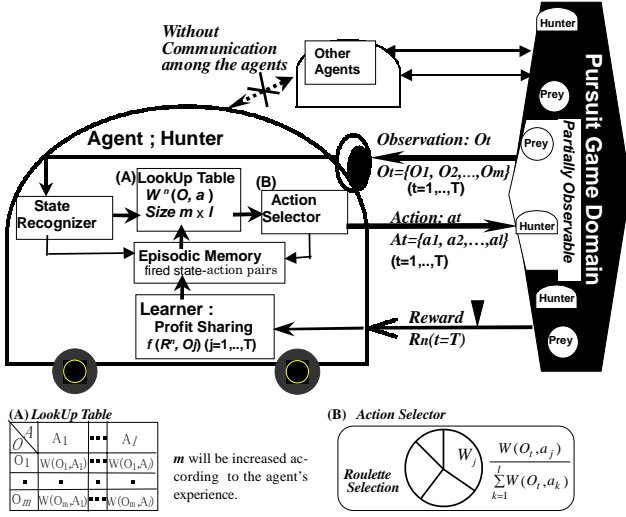 Without
Communication
among the agents
Other
Agents
Hunter
Prey
Pursuit Game Domain
Partially Observable
Prey
Hunter
Hunter
Prey
Agent ; Hunter
Observation: Ot
Ot={O1, O2,...,Om}
(t=1,..,T)
Action: at
At={a1, a2,...,al}
(t=1,..,T)
Reward
Rn(t=T)
State
Recognizer
(A)
LookUp Table
W n (O, a )
Size m x l
(B)
Action
Selector
Episodic Memory
fired state-action pairs
Learner :
Profit Sharing
f (R n, Oj) (j=1,..,T)
(A) LookUp Table
O A A1 ▪▪▪ Al
O1 W(O1,A1) ▪▪▪ W(O1,Al)
▪ ▪ ▪ ▪
Om W(Om,A1) ▪▪▪ W(Om,Al)
m will be increased ac-
cording to the agent's
experience.
(B) Action Selector
Roulette
Selection
Wj
W(Ot,aj)
l
ΣW(Ot,ak)
k=1